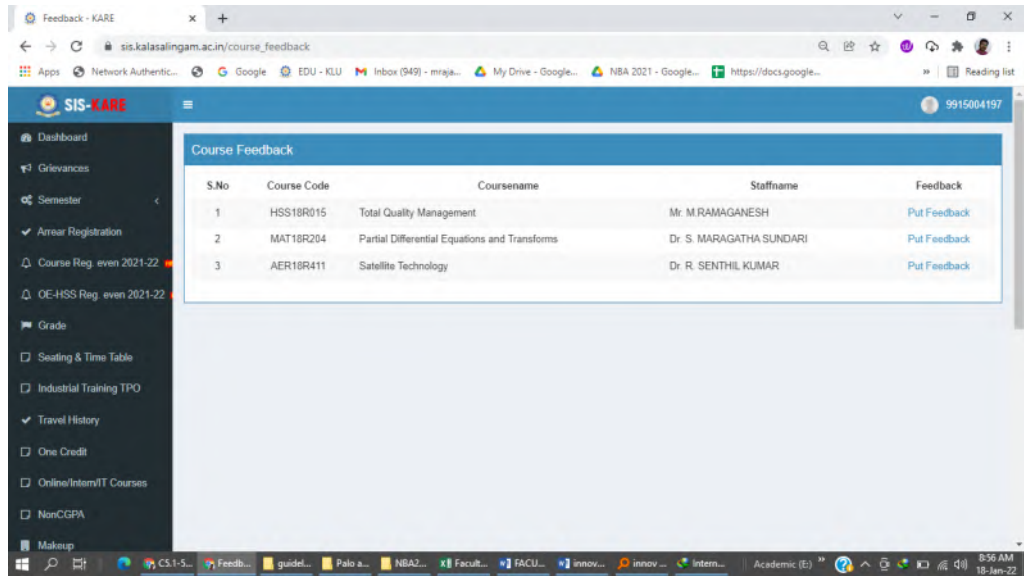 Feedback - KARE
sis.kalasalingam.ac.in/course_feedback
Apps Network Authentic... Google EDU - KLU Inbox (949) - mraja... My Drive - Google... NBA 2021 - Google... https://docs.google... » Reading list
SIS-KARE 9915004197
Dashboard
Grievances
Semester
Arrear Registration
Course Reg. even 2021-22
OE-HSS Reg. even 2021-22
Grade
Seating & Time Table
Industrial Training TPO
Travel History
One Credit
Online/Intern/IT Courses
NonCGPA
Makeup
Course Feedback
S.No Course Code Coursename Staffname Feedback
1 HSS18R015 Total Quality Management Mr. M.RAMAGANESH Put Feedback
2 MAT18R204 Partial Differential Equations and Transforms Dr. S. MARAGATHA SUNDARI Put Feedback
3 AER18R411 Satellite Technology Dr. R. SENTHIL KUMAR Put Feedback
CS.1-5... Feedb... guidel... Palo a... NBA2... Facult... FACU... innov... innov ... Intern... Academic (E) » 8:56 AM
18-Jan-22